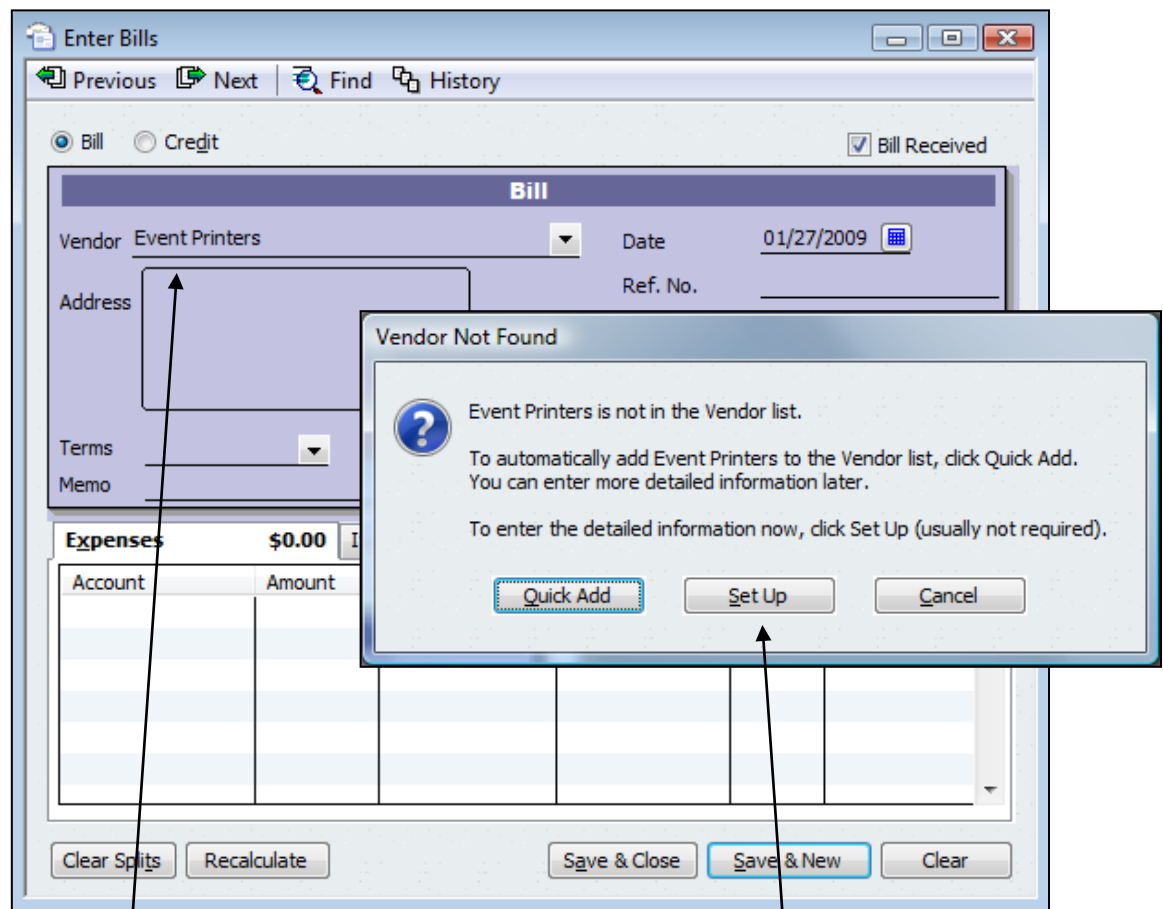 Enter Bills
Previous Next Find History
Bill Credit Bill Received
Bill
Vendor Event Printers Date 01/27/2009
Address Ref. No.
Terms
Memo
Vendor Not Found
Event Printers is not in the Vendor list.
To automatically add Event Printers to the Vendor list, click Quick Add.
You can enter more detailed information later.
To enter the detailed information now, click Set Up (usually not required).
Quick Add Set Up Cancel
Expenses $0.00 I
Account Amount
Clear Splits Recalculate Save & Close Save & New Clear